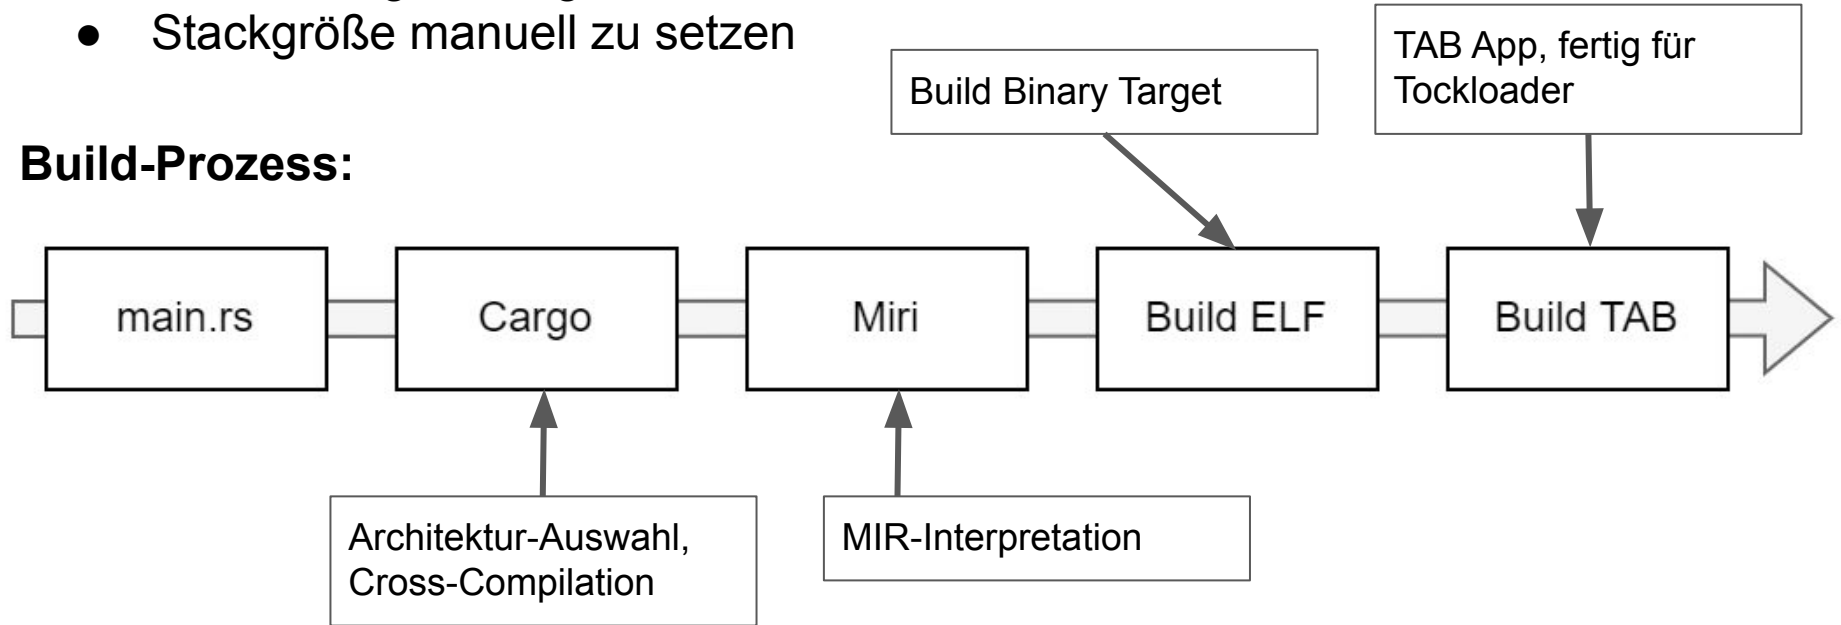 ● Stackgröße manuell zu setzen
TAB App, fertig für
Tockloader
Build Binary Target
Build-Prozess:
main.rs
Cargo
Miri
Build ELF
Build TAB
Architektur-Auswahl,
Cross-Compilation
MIR-Interpretation